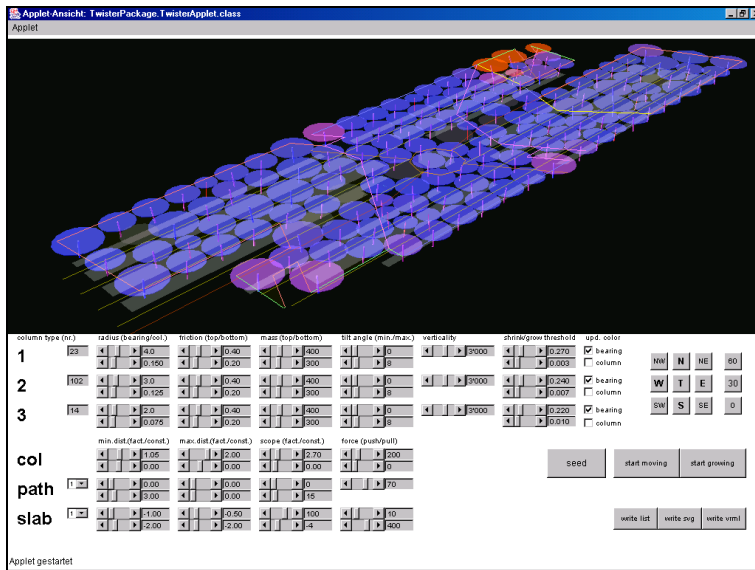 Applet-Ansicht: TwisterPackage.TwisterApplet.class
Applet
column type (nr.) radius (bearing/col.) friction (top/bottom) mass (top/bottom) tilt angle (min./max.) verticality shrink/grow threshold upd. color
1 23 4.0 0.40 400 0 3'000 0.270 bearing
0.150 0.20 300 8 0.003 column
2 102 3.0 0.40 400 0 3'000 0.240 bearing
0.125 0.20 300 8 0.007 column
3 14 2.0 0.40 400 0 3'000 0.220 bearing
0.075 0.20 300 8 0.010 column
NW N NE 60
W T E 30
SW S SE 0
min.dist.(fact./const.) max.dist.(fact./const.) scope (fact./const.) force (push/pull)
col 1.05 2.00 2.70 200
0.00 0.00 0.00 0
path 1 0.00 0.00 0 70
3.00 0.00 15
slab 1 -1.00 -0.50 100 10
-2.00 -2.00 -4 400
seed start moving start growing
write list write svg write vrml
Applet gestartet